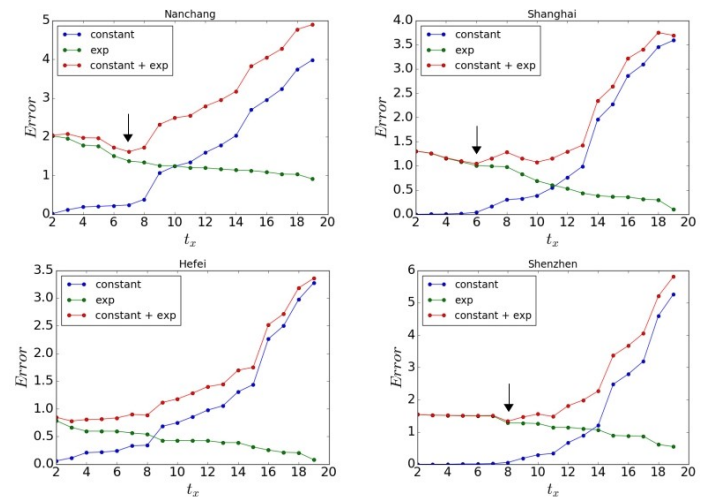 Nanchang
Error
5
4
3
2
1
0
constant
exp
constant + exp
2 4 6 8 10 12 14 16 18 20
t_x
Shanghai
Error
4.0
3.5
3.0
2.5
2.0
1.5
1.0
0.5
0.0
constant
exp
constant + exp
2 4 6 8 10 12 14 16 18 20
t_x
Hefei
Error
3.5
3.0
2.5
2.0
1.5
1.0
0.5
0.0
constant
exp
constant + exp
2 4 6 8 10 12 14 16 18 20
t_x
Shenzhen
Error
6
5
4
3
2
1
0
constant
exp
constant + exp
2 4 6 8 10 12 14 16 18 20
t_x